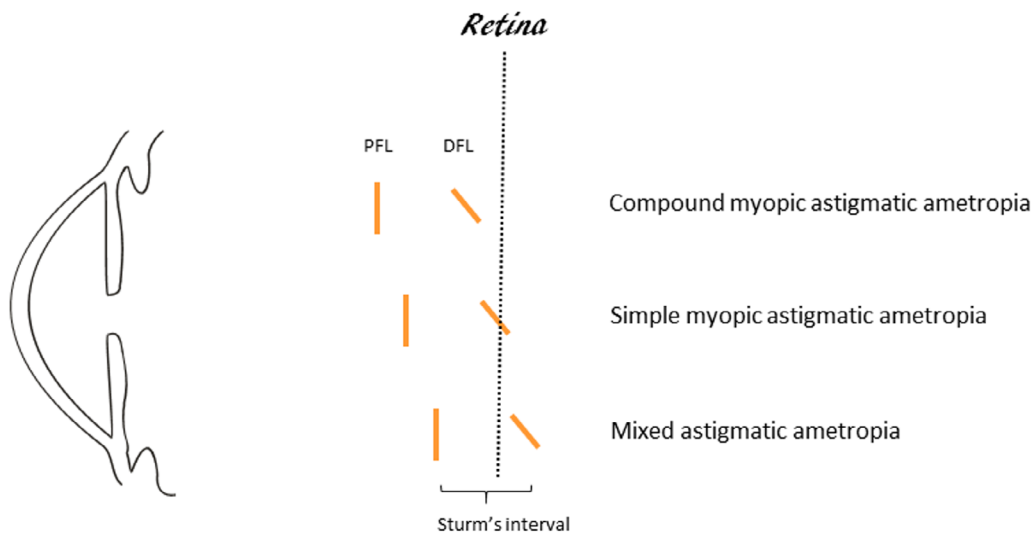 Retina
PFL DFL
Compound myopic astigmatic ametropia
Simple myopic astigmatic ametropia
Mixed astigmatic ametropia
Sturm's interval